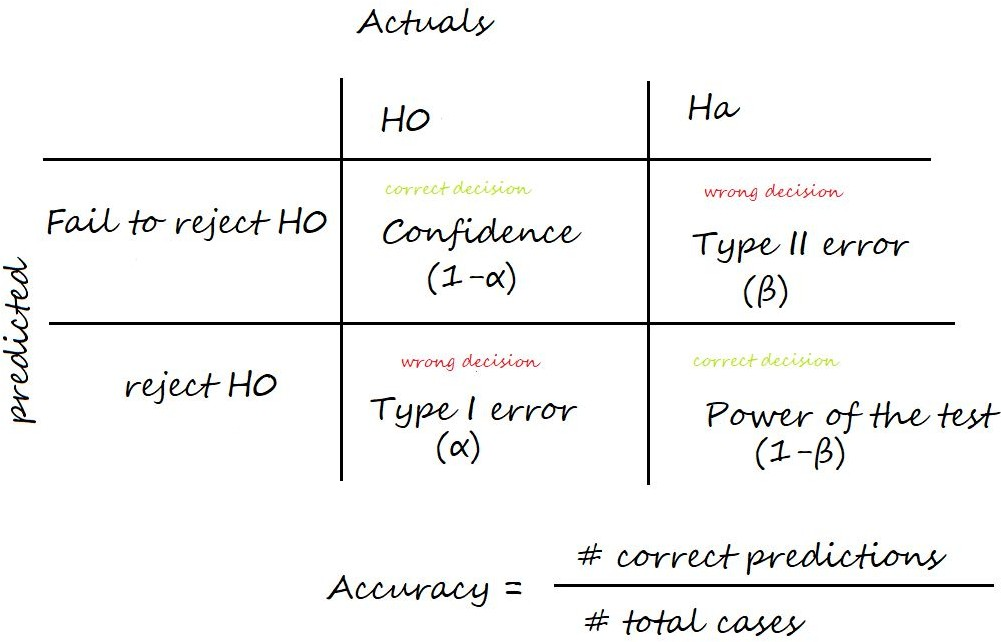 Actuals
HO
Ha
predicted
Fail to reject HO
correct decision
Confidence
(1-α)
wrong decision
Type II error
(β)
reject HO
wrong decision
Type I error
(α)
correct decision
Power of the test
(1-β)
Accuracy =
# correct predictions
# total cases